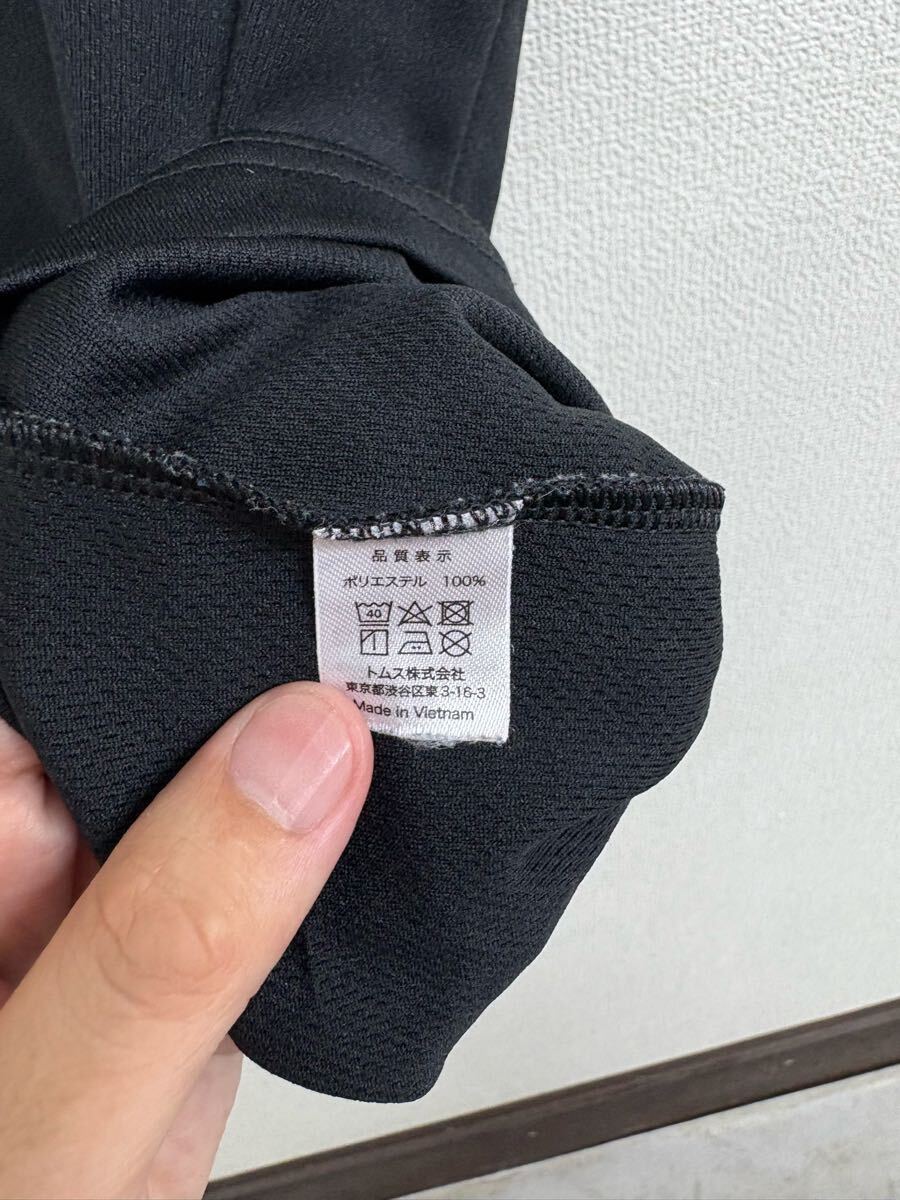 品質表示
ポリエステル 100%
40
トムス株式会社
東京都渋谷区東3-16-3
Made in Vietnam